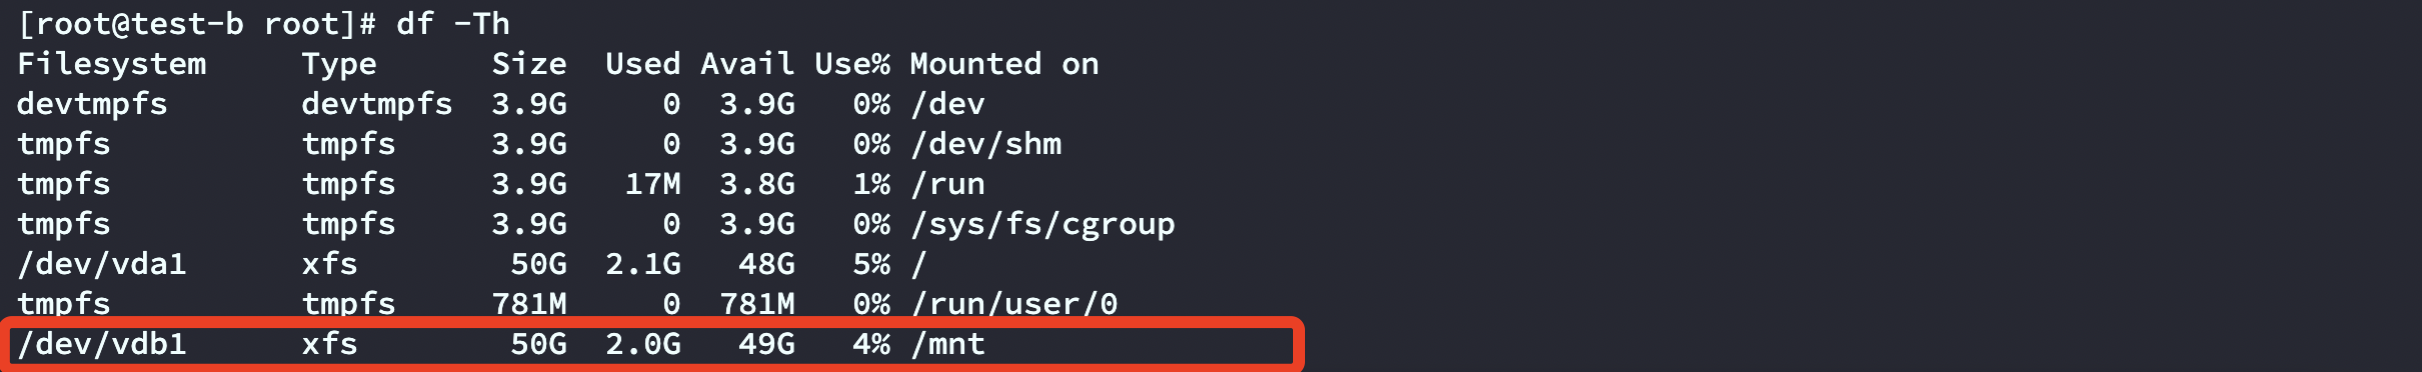 [root@test-b root]# df -Th
Filesystem     Type      Size  Used Avail Use% Mounted on
devtmpfs       devtmpfs  3.9G     0  3.9G   0% /dev
tmpfs          tmpfs     3.9G     0  3.9G   0% /dev/shm
tmpfs          tmpfs     3.9G   17M  3.8G   1% /run
tmpfs          tmpfs     3.9G     0  3.9G   0% /sys/fs/cgroup
/dev/vda1      xfs        50G  2.1G   48G   5% /
tmpfs          tmpfs     781M     0  781M   0% /run/user/0
/dev/vdb1      xfs        50G  2.0G   49G   4% /mnt